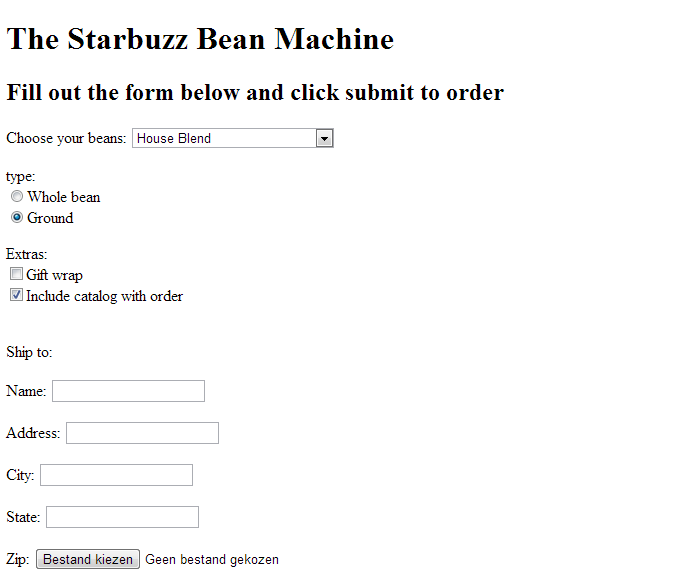 The Starbuzz Bean Machine
Fill out the form below and click submit to order
Choose your beans: House Blend
type:
Whole bean
Ground
Extras:
Gift wrap
Include catalog with order
Ship to:
Name:
Address:
City:
State:
Zip: Bestand kiezen Geen bestand gekozen